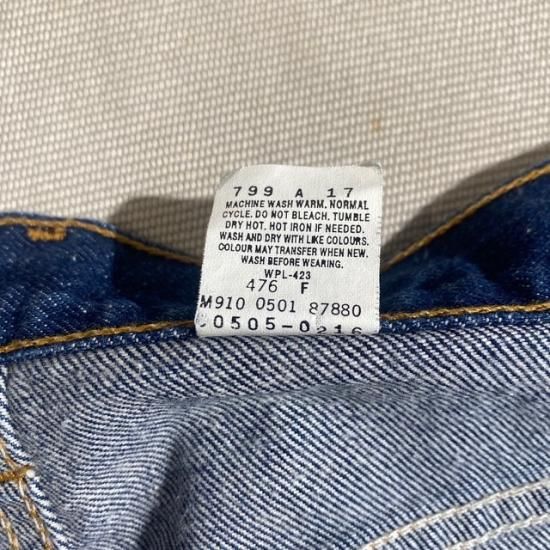 799 A 17
MACHINE WASH WARM. NORMAL
CYCLE. DO NOT BLEACH. TUMBLE
DRY HOT. HOT IRON IF NEEDED.
WASH AND DRY WITH LIKE COLOURS.
COLOUR MAY TRANSFER WHEN NEW.
WASH BEFORE WEARING.
WPL-423
476 F
M910 0501 87880
00505-0216